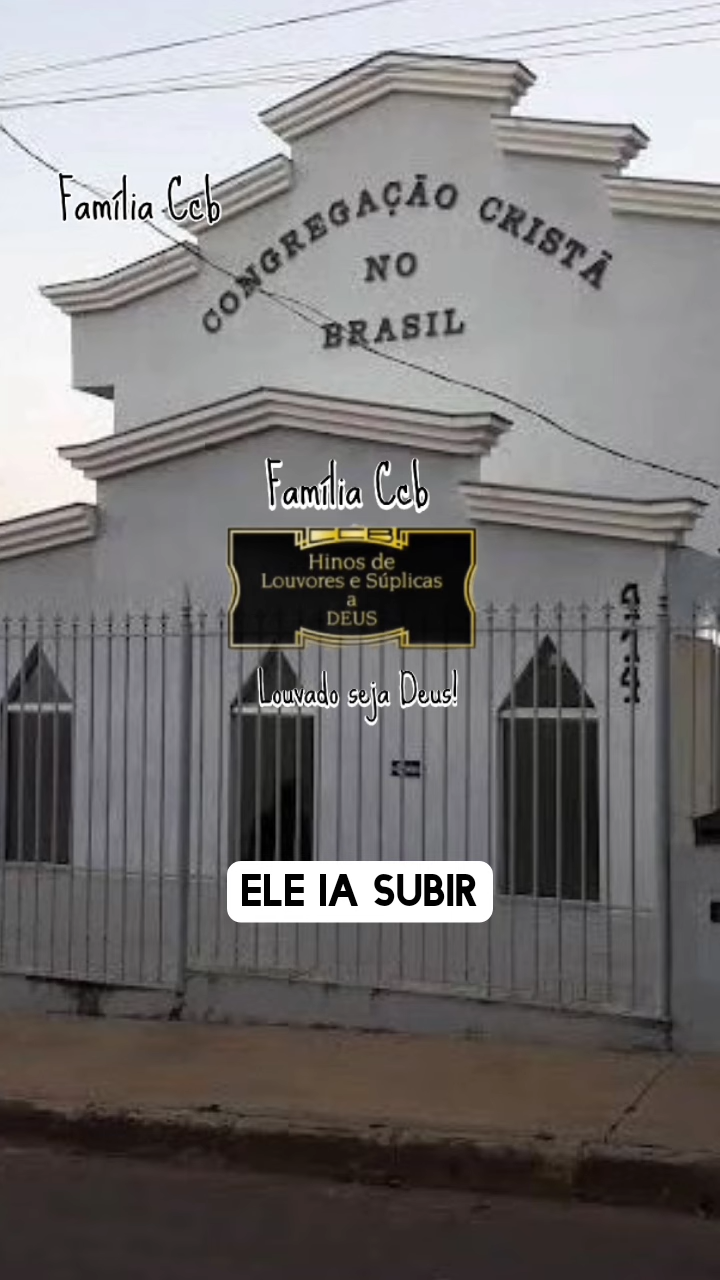 Família Ccb
CONGREGAÇÃO CRISTÃ
NO
BRASIL
Família Ccb
CCB
Hinos de
Louvores e Súplicas
a
DEUS
Louvado seja Deus!
ELE IA SUBIR